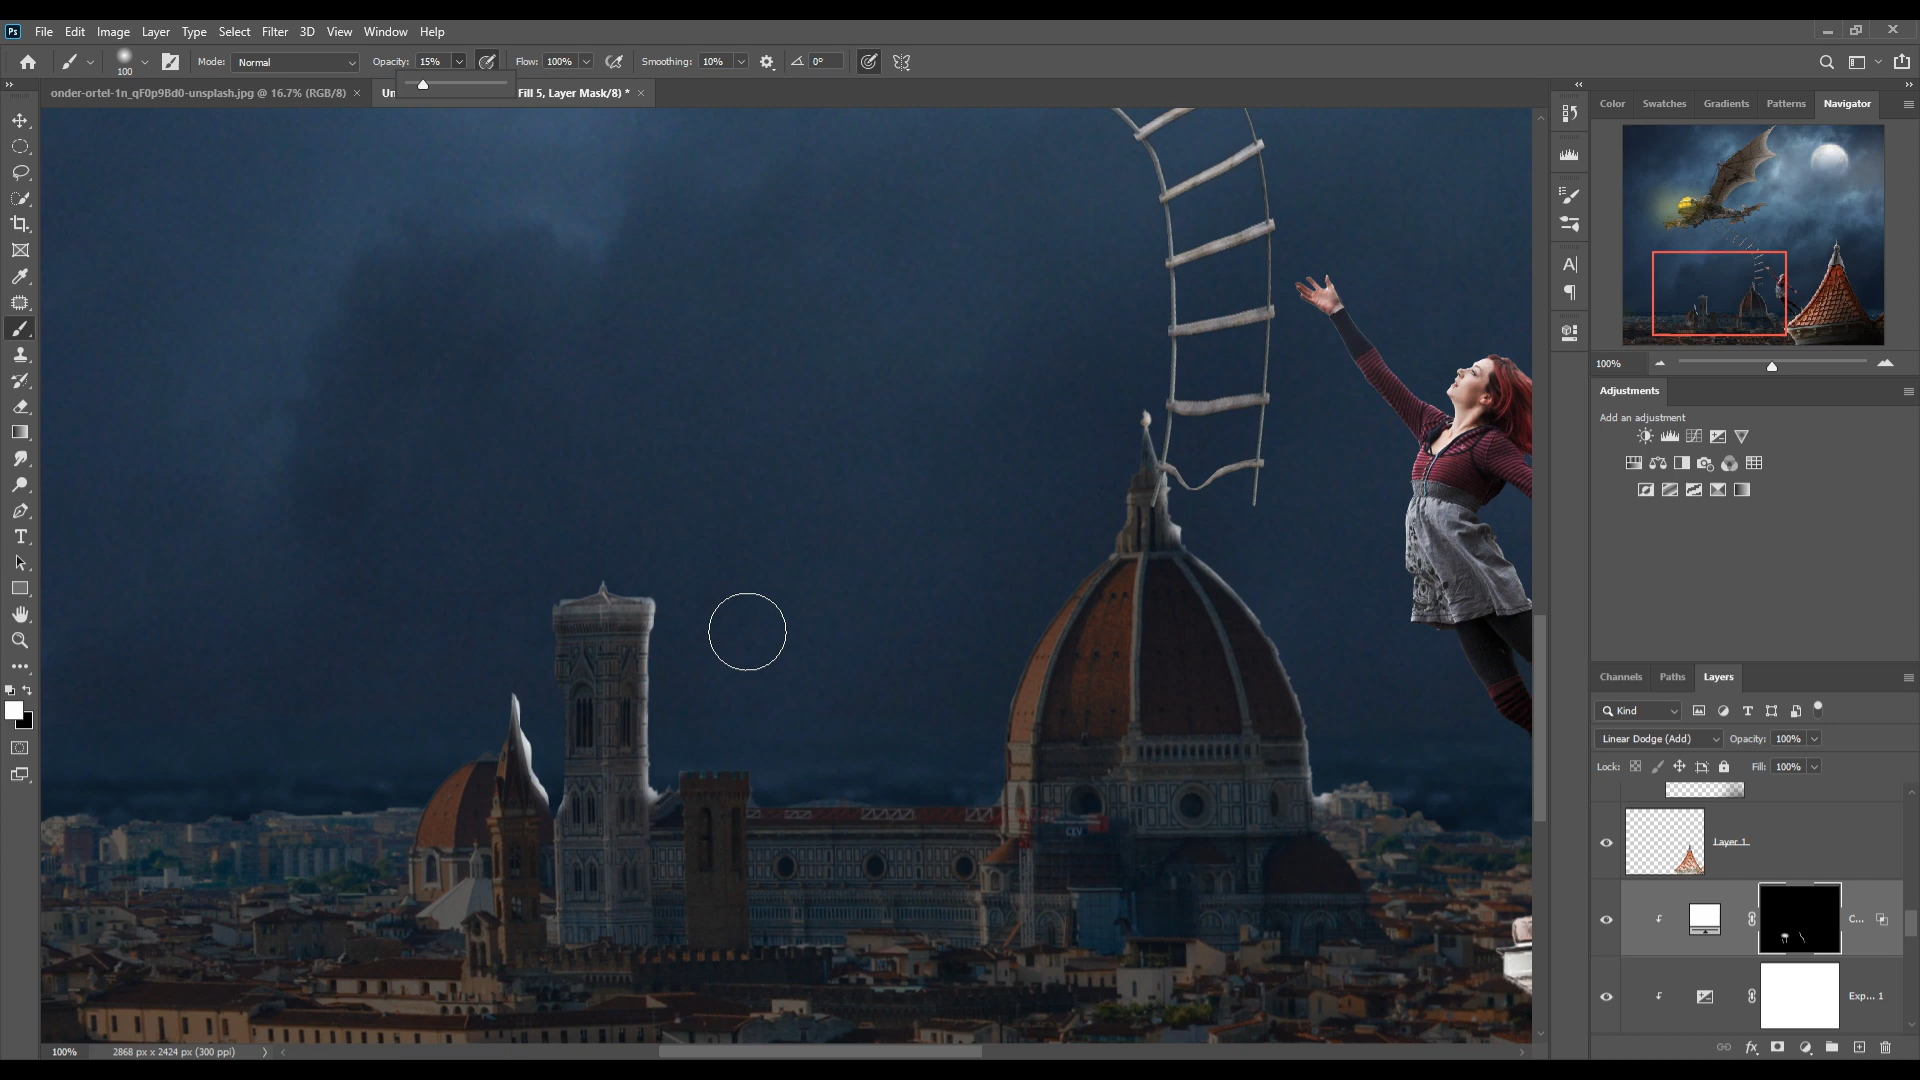 Ps File Edit Image Layer Type Select Filter 3D View Window Help
100 Mode: Normal Opacity: 15% Flow: 100% Smoothing: 10% 0°
onder-ortel-1n_qF0p9Bd0-unsplash.jpg @ 16.7% (RGB/8) × Un Fill 5, Layer Mask/8) * ×
Color Swatches Gradients Patterns Navigator
100%
Adjustments
Add an adjustment
Channels Paths Layers
Kind
Linear Dodge (Add) Opacity: 100%
Lock: Fill: 100%
Layer 1
C...
Exp... 1
CEV
100% 2868 px x 2424 px (300 ppi)